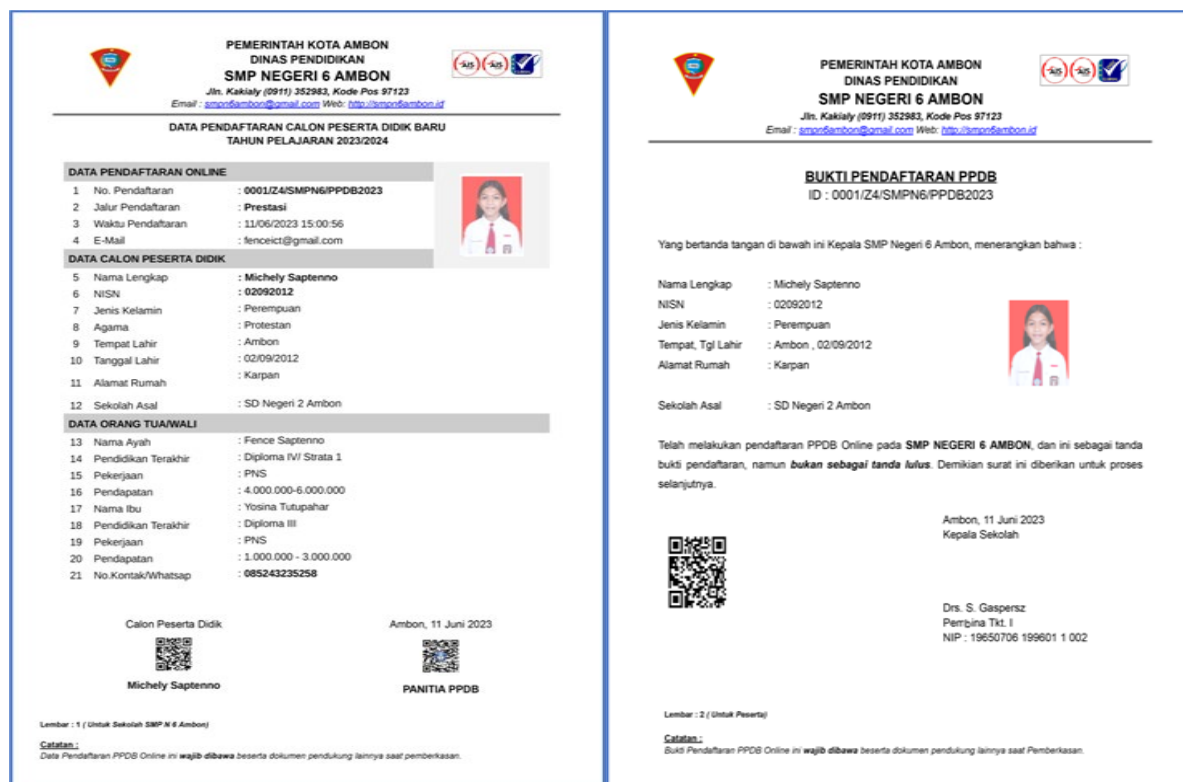 PEMERINTAH KOTA AMBON
DINAS PENDIDIKAN
SMP NEGERI 6 AMBON
Jln. Kakialy (0911) 352983, Kode Pos 97123
Email : smpn6ambon@gmail.com Web: http://smpn6ambon.id
DATA PENDAFTARAN CALON PESERTA DIDIK BARU
TAHUN PELAJARAN 2023/2024
DATA PENDAFTARAN ONLINE
1 No. Pendaftaran : 0001/Z4/SMPN6/PPDB2023
2 Jalur Pendaftaran : Prestasi
3 Waktu Pendaftaran : 11/06/2023 15:00:56
4 E-Mail : fenceict@gmail.com
DATA CALON PESERTA DIDIK
5 Nama Lengkap : Michely Saptenno
6 NISN : 02092012
7 Jenis Kelamin : Perempuan
8 Agama : Protestan
9 Tempat Lahir : Ambon
10 Tanggal Lahir : 02/09/2012
11 Alamat Rumah : Karpan
12 Sekolah Asal : SD Negeri 2 Ambon
DATA ORANG TUA/WALI
13 Nama Ayah : Fence Saptenno
14 Pendidikan Terakhir : Diploma IV/ Strata 1
15 Pekerjaan : PNS
16 Pendapatan : 4.000.000-6.000.000
17 Nama Ibu : Yosina Tutupahar
18 Pendidikan Terakhir : Diploma III
19 Pekerjaan : PNS
20 Pendapatan : 1.000.000 - 3.000.000
21 No.Kontak/Whatsap : 085243235258
Calon Peserta Didik
Michely Saptenno
Ambon, 11 Juni 2023
PANITIA PPDB
Lembar : 1 ( Untuk Sekolah SMP N 6 Ambon)
Catatan :
Data Pendaftaran PPDB Online ini wajib dibawa beserta dokumen pendukung lainnya saat pemberkasan.
PEMERINTAH KOTA AMBON
DINAS PENDIDIKAN
SMP NEGERI 6 AMBON
Jln. Kakialy (0911) 352983, Kode Pos 97123
Email : smpn6ambon@gmail.com Web: http://smpn6ambon.id
BUKTI PENDAFTARAN PPDB
ID : 0001/Z4/SMPN6/PPDB2023
Yang bertanda tangan di bawah ini Kepala SMP Negeri 6 Ambon, menerangkan bahwa :
Nama Lengkap : Michely Saptenno
NISN : 02092012
Jenis Kelamin : Perempuan
Tempat, Tgl Lahir : Ambon , 02/09/2012
Alamat Rumah : Karpan
Sekolah Asal : SD Negeri 2 Ambon
Telah melakukan pendaftaran PPDB Online pada SMP NEGERI 6 AMBON, dan ini sebagai tanda
bukti pendaftaran, namun bukan sebagai tanda lulus. Demikian surat ini diberikan untuk proses
selanjutnya.
Ambon, 11 Juni 2023
Kepala Sekolah
Drs. S. Gaspersz
Pembina Tkt. I
NIP : 19650706 199601 1 002
Lembar : 2 ( Untuk Peserta)
Catatan :
Bukti Pendaftaran PPDB Online ini wajib dibawa beserta dokumen pendukung lainnya saat Pemberkasan.